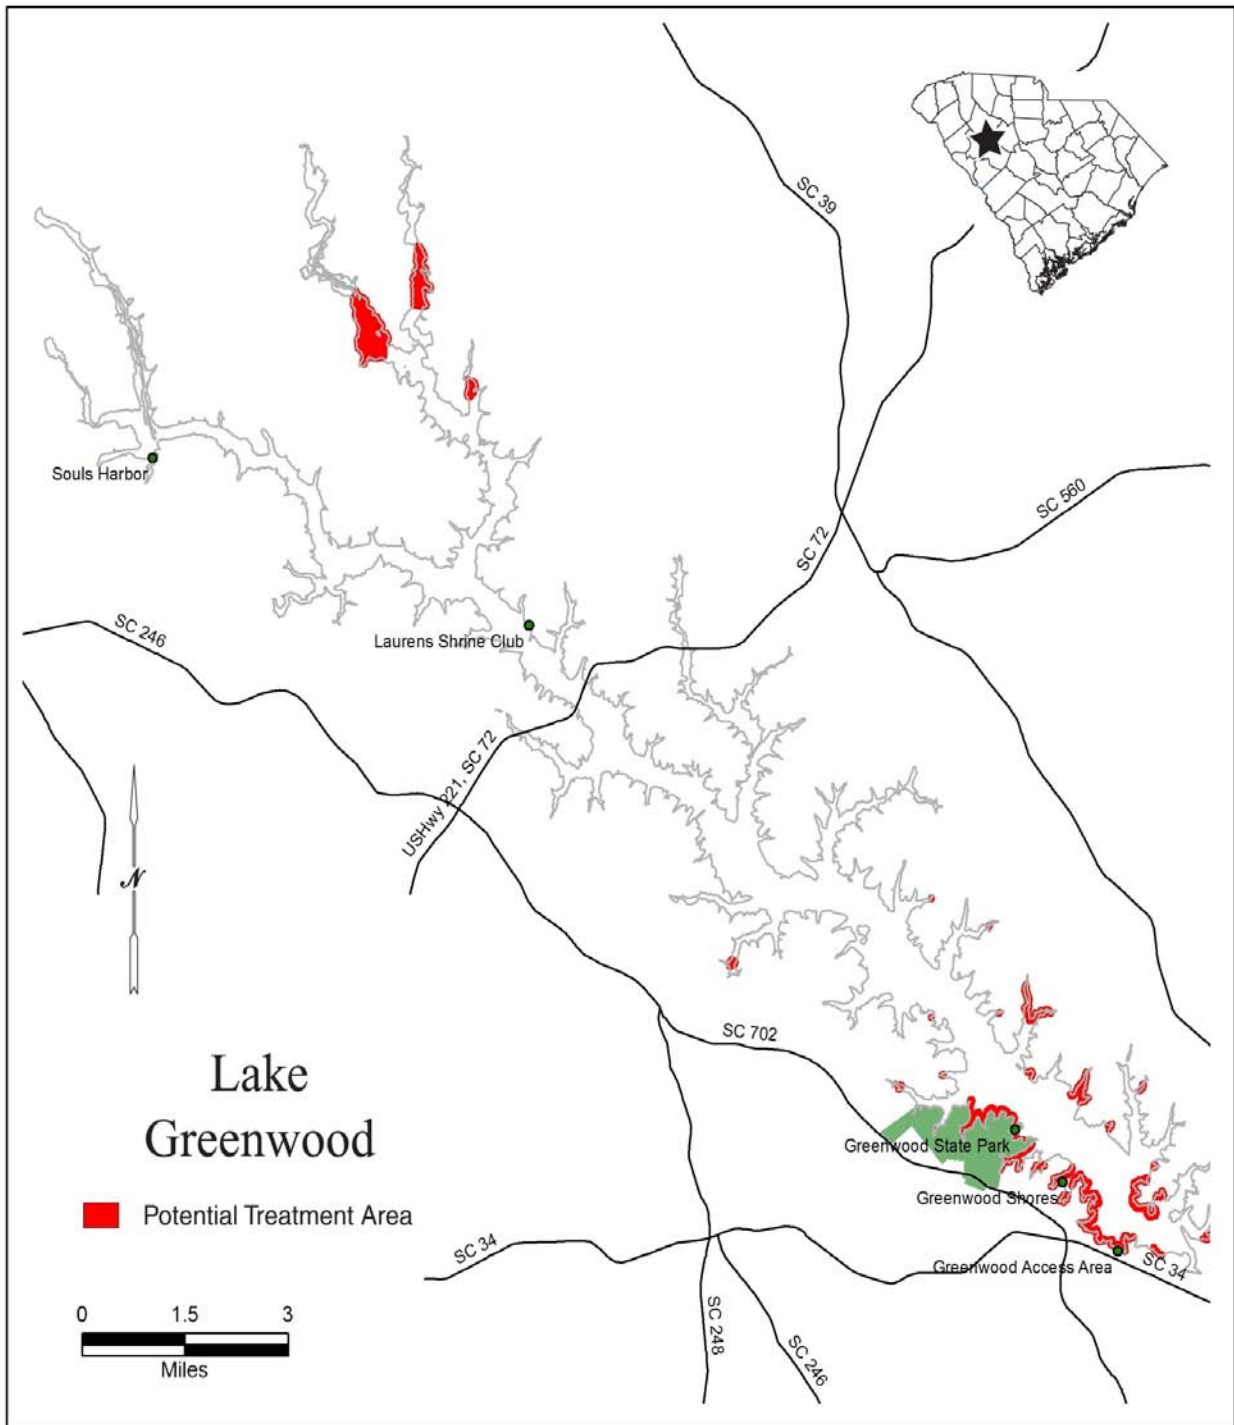 SC 39
SC 560
SC 72
Souls Harbor
Laurens Shrine Club
SC 246
USHwy 221, SC 72
N
SC 702
Lake
Greenwood
Greenwood State Park
Greenwood Shores
Potential Treatment Area
SC 34
Greenwood Access Area
SC 34
0 1.5 3
Miles
SC 248
SC 246